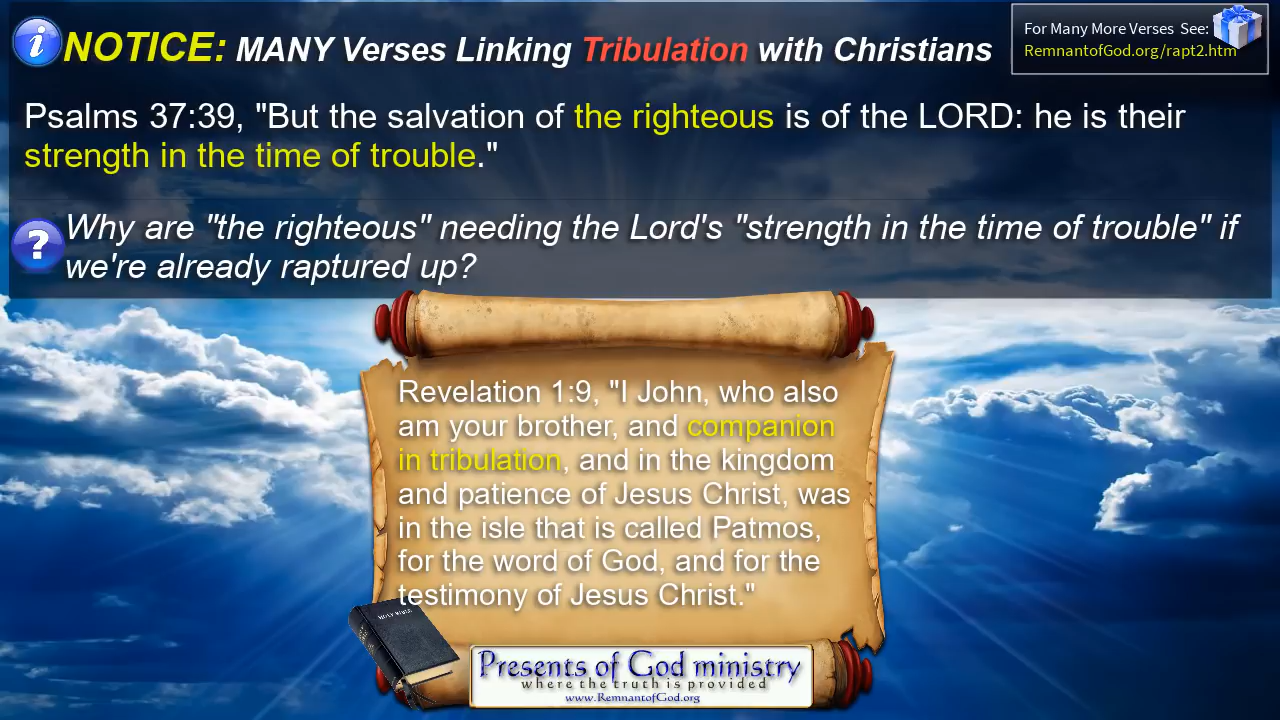 NOTICE: MANY Verses Linking Tribulation with Christians
For Many More Verses See:
RemnantofGod.org/rapt2.htm
Psalms 37:39, "But the salvation of the righteous is of the LORD: he is their
strength in the time of trouble."
Why are "the righteous" needing the Lord's "strength in the time of trouble" if
we're already raptured up?
Revelation 1:9, "I John, who also
am your brother, and companion
in tribulation, and in the kingdom
and patience of Jesus Christ, was
in the isle that is called Patmos,
for the word of God, and for the
testimony of Jesus Christ."
HOLY BIBLE
Presents of God ministry
where the truth is provided
www.RemnantofGod.org